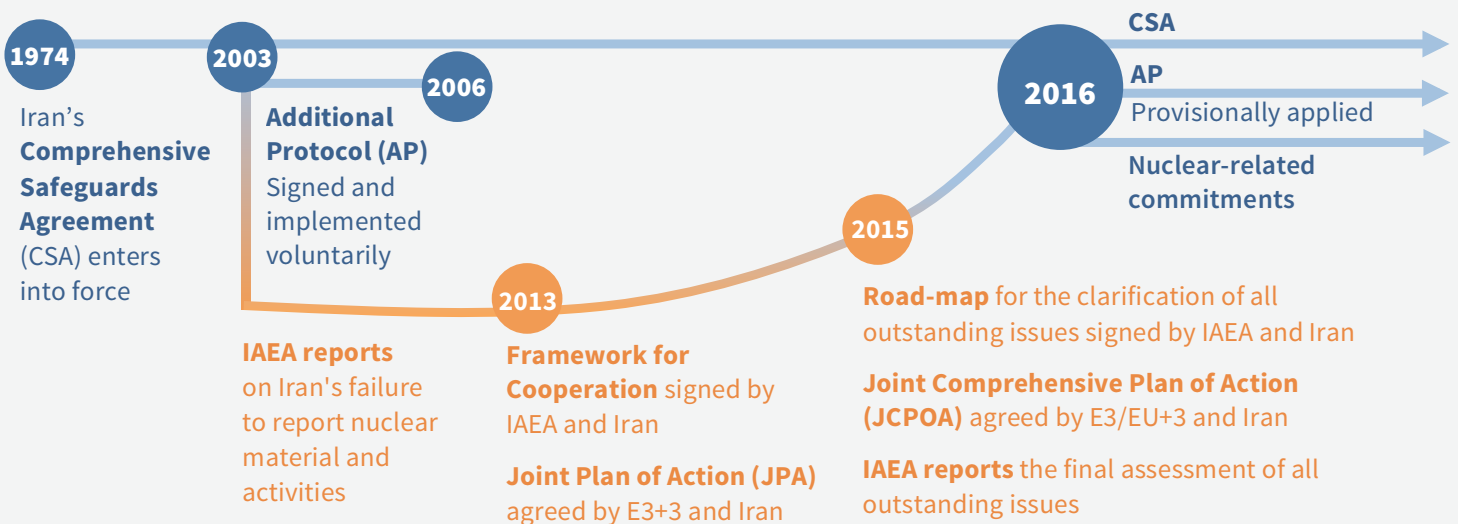 1974
Iran’s
Comprehensive
Safeguards
Agreement
(CSA) enters
into force
2003
2006
Additional
Protocol (AP)
Signed and
implemented
voluntarily
IAEA reports
on Iran's failure
to report nuclear
material and
activities
2013
Framework for
Cooperation signed by
IAEA and Iran
Joint Plan of Action (JPA)
agreed by E3+3 and Iran
2015
Road-map for the clarification of all
outstanding issues signed by IAEA and Iran
Joint Comprehensive Plan of Action
(JCPOA) agreed by E3/EU+3 and Iran
IAEA reports the final assessment of all
outstanding issues
2016
CSA
AP
Provisionally applied
Nuclear-related
commitments